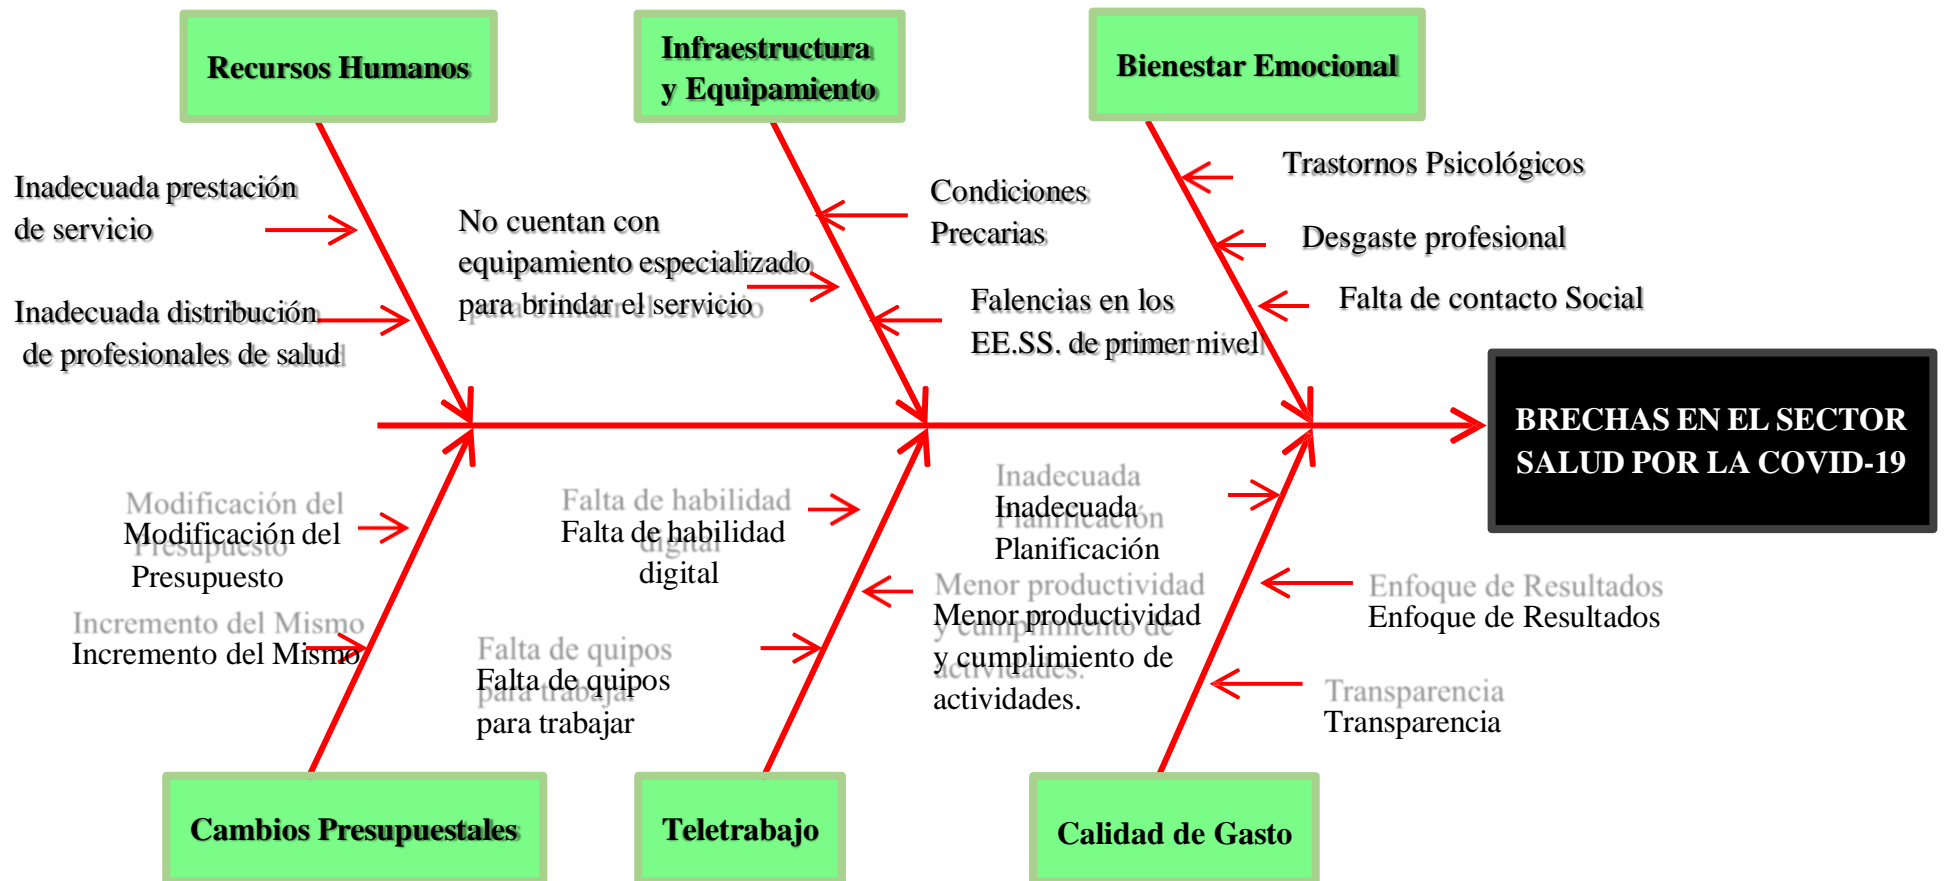 Recursos Humanos
Infraestructura
y Equipamiento
Bienestar Emocional
Inadecuada prestación
de servicio
Inadecuada distribución
de profesionales de salud
No cuentan con
equipamiento especializado
para brindar el servicio
Condiciones
Precarias
Falencias en los
EE.SS. de primer nivel
Trastornos Psicológicos
Desgaste profesional
Falta de contacto Social
BRECHAS EN EL SECTOR
SALUD POR LA COVID-19
Modificación del
Presupuesto
Incremento del Mismo
Falta de habilidad
digital
Falta de quipos
para trabajar
Inadecuada
Planificación
Menor productividad
y cumplimiento de
actividades.
Enfoque de Resultados
Transparencia
Cambios Presupuestales
Teletrabajo
Calidad de Gasto